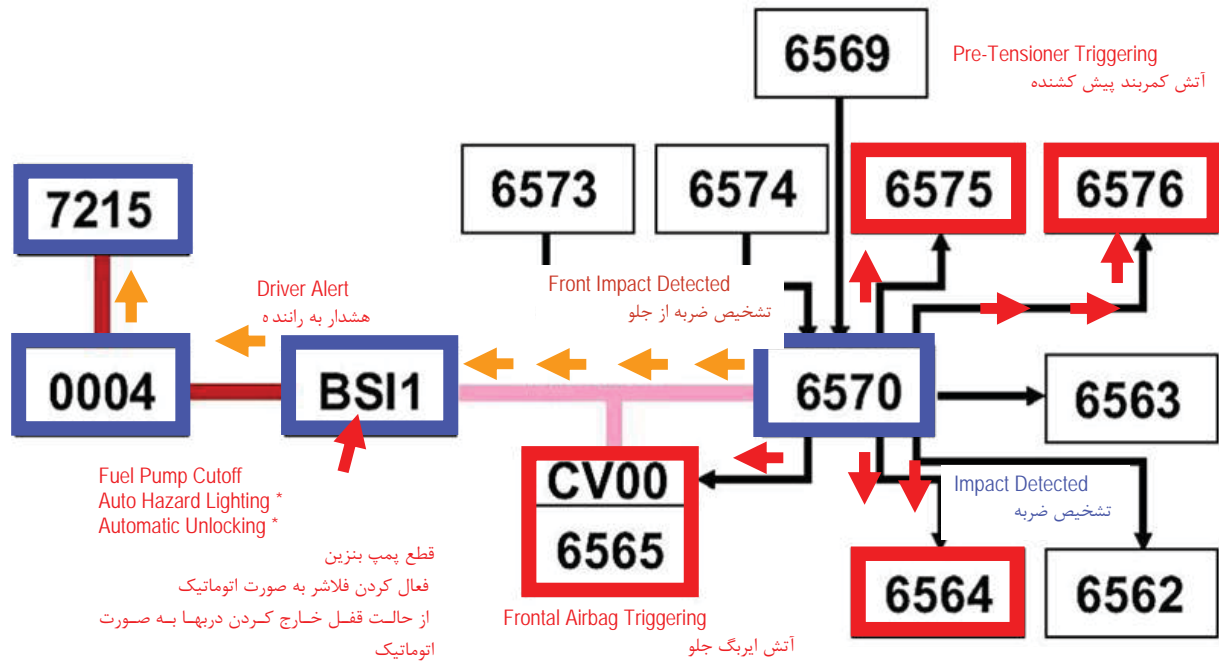 6569
Pre-Tensioner Triggering
آتش کمربند پیش کشنده
7215
6573
6574
6575
6576
Driver Alert
هشدار به راننده
Front Impact Detected
تشخیص ضربه از جلو
0004
BSI1
6570
6563
Fuel Pump Cutoff
Auto Hazard Lighting *
Automatic Unlocking *
قطع پمپ بنزین
فعال کردن فلاشر به صورت اتوماتیک
از حالت قفل خارج کردن دربها به صورت
اتوماتیک
CV00
6565
Frontal Airbag Triggering
آتش ایربگ جلو
Impact Detected
تشخیص ضربه
6564
6562